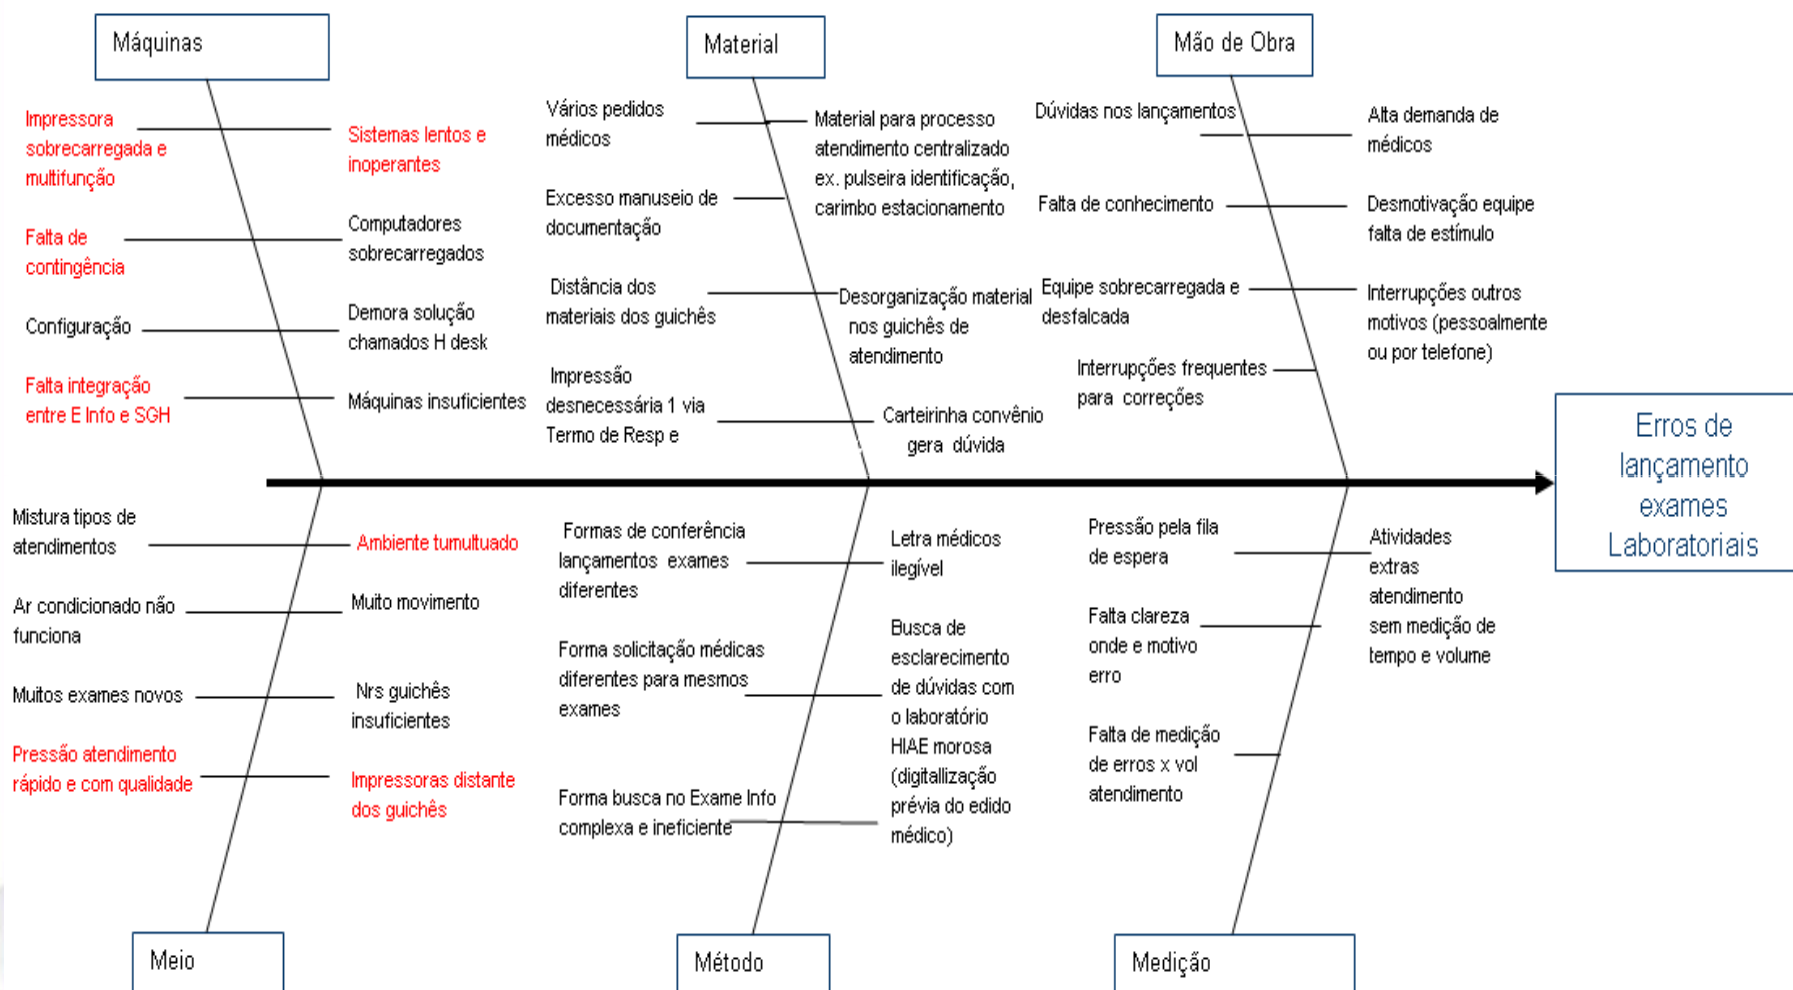 Máquinas
Material
Mão de Obra
Impressora
sobrecarregada e
multifunção
Sistemas lentos e
inoperantes
Falta de
contingência
Computadores
sobrecarregados
Configuração
Demora solução
chamados H desk
Falta integração
entre E Info e SGH
Máquinas insuficientes
Vários pedidos
médicos
Material para processo
atendimento centralizado
ex. pulseira identificação,
carimbo estacionamento
Excesso manuseio de
documentação
Distância dos
materiais dos guichês
Desorganização material
nos guichês de
atendimento
Impressão
desnecessária 1 via
Termo de Resp e
Carteirinha convênio
gera dúvida
Dúvidas nos lançamentos
Alta demanda de
médicos
Falta de conhecimento
Desmotivação equipe
falta de estímulo
Equipe sobrecarregada e
desfalcada
Interrupções outros
motivos (pessoalmente
ou por telefone)
Interrupções frequentes
para correções
Erros de
lançamento
exames
Laboratoriais
Mistura tipos de
atendimentos
Ambiente tumultuado
Ar condicionado não
funciona
Muito movimento
Muitos exames novos
Nrs guichês
insuficientes
Pressão atendimento
rápido e com qualidade
Impressoras distante
dos guichês
Formas de conferência
lançamentos exames
diferentes
Letra médicos
ilegível
Forma solicitação médicas
diferentes para mesmos
exames
Busca de
esclarecimento
de dúvidas com
o laboratório
HIAE morosa
(digitallização
prévia do edido
médico)
Forma busca no Exame Info
complexa e ineficiente
Pressão pela fila
de espera
Atividades
extras
atendimento
sem medição de
tempo e volume
Falta clareza
onde e motivo
erro
Falta de medição
de erros x vol
atendimento
Meio
Método
Medição